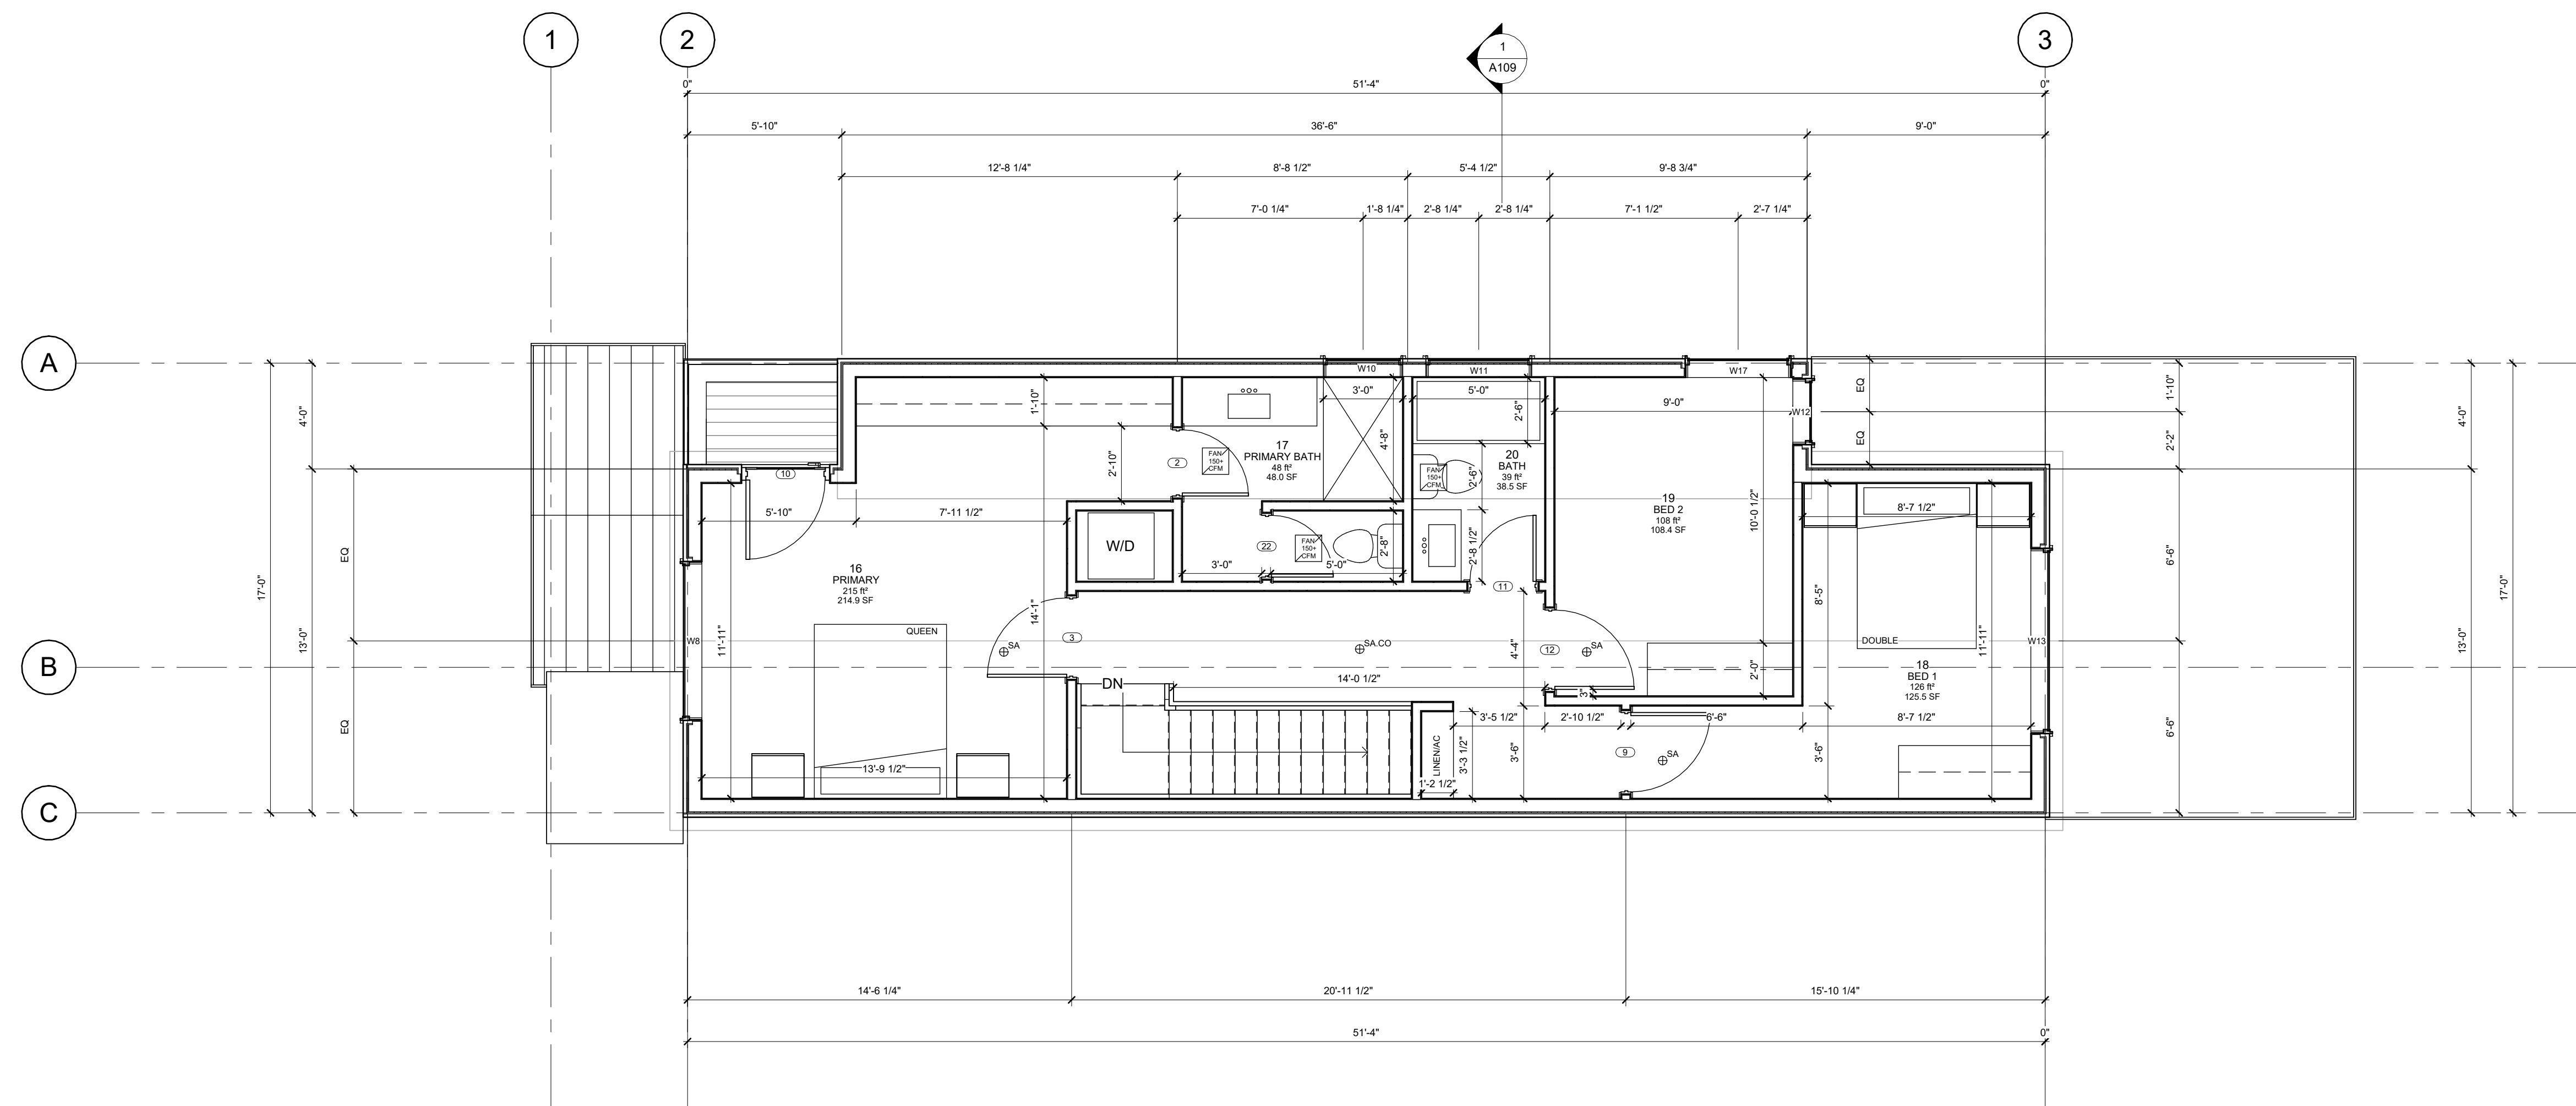 1
2
3
1
A109
0"
51'-4"
0"
5'-10"
36'-6"
9'-0"
12'-8 1/4"
8'-8 1/2"
5'-4 1/2"
9'-8 3/4"
7'-0 1/4"
1'-8 1/4"
2'-8 1/4"
2'-8 1/4"
7'-1 1/2"
2'-7 1/4"
A
B
C
17'-0"
4'-0"
13'-0"
EQ
EQ
W10
W11
W17
W12
W8
W13
1'-10"
2'-10"
3'-0"
4'-8"
5'-0"
2'-6"
9'-0"
EQ
EQ
1'-10"
2'-2"
4'-0"
10
2
FAN
150+
CFM
17
PRIMARY BATH
48 ft²
48.0 SF
FAN
150+
CFM
2'-6"
20
BATH
39 ft²
38.5 SF
19
BED 2
108 ft²
108.4 SF
10'-0 1/2"
5'-10"
7'-11 1/2"
8'-7 1/2"
W/D
22
FAN
150+
CFM
2'-8"
3'-0"
5'-0"
2'-8 1/2"
11
16
PRIMARY
215 ft²
214.9 SF
14'-1"
11'-11"
QUEEN
SA
3
SA.CO
4'-4"
12
SA
8'-5"
DOUBLE
11'-11"
6'-6"
6'-6"
13'-0"
17'-0"
18
BED 1
126 ft²
125.5 SF
DN
14'-0 1/2"
3"
2'-0"
3'-5 1/2"
2'-10 1/2"
6'-6"
8'-7 1/2"
13'-9 1/2"
LINEN/AC
1'-2 1/2"
3'-3 1/2"
3'-6"
9
SA
3'-6"
14'-6 1/4"
20'-11 1/2"
15'-10 1/4"
51'-4"
0"